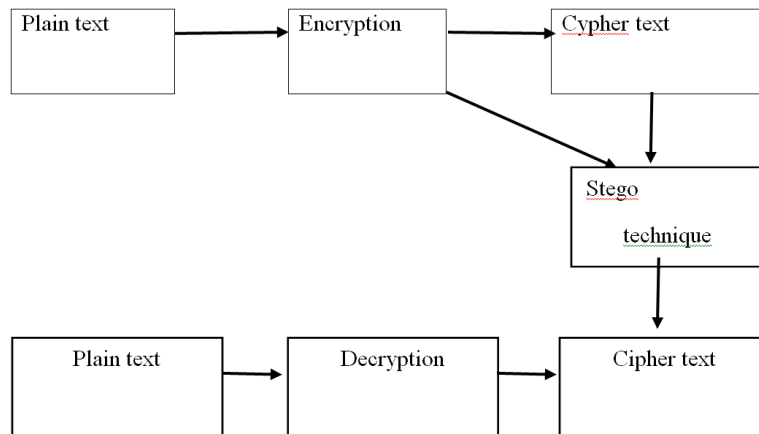 Plain text
Encryption
Cypher text
Stego
technique
Plain text
Decryption
Cipher text